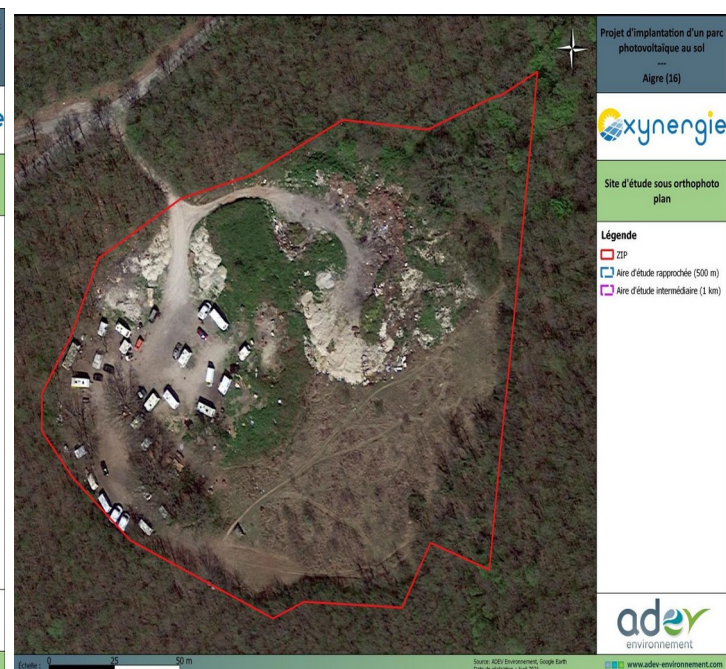 Projet d'implantation d'un parc
photovoltaïque au sol
---
Aigre (16)
oxynergie
Site d'étude sous orthophoto
plan
Légende
ZIP
Aire d'étude rapprochée (500 m)
Aire d'étude intermédiaire (1 km)
adev
environnement
Échelle :
0 25 50 m
Source: ADEV Environnement, Google Earth
www.adev-environnement.com